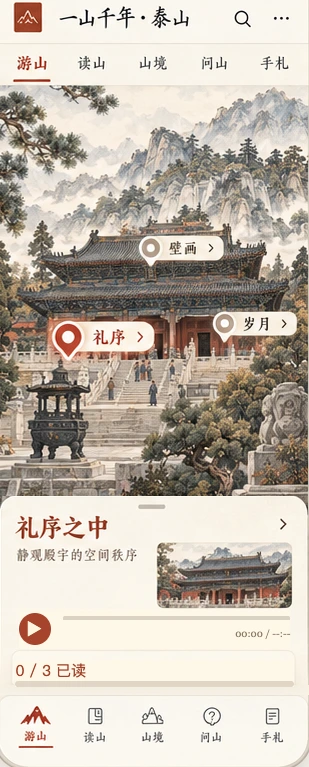 一山千年·泰山
游山 读山 山境 问山 手札
壁画
岁月
礼序
礼序之中
静观殿宇的空间秩序
00:00 / --:--
0 / 3 已读
游山 读山 山境 问山 手札